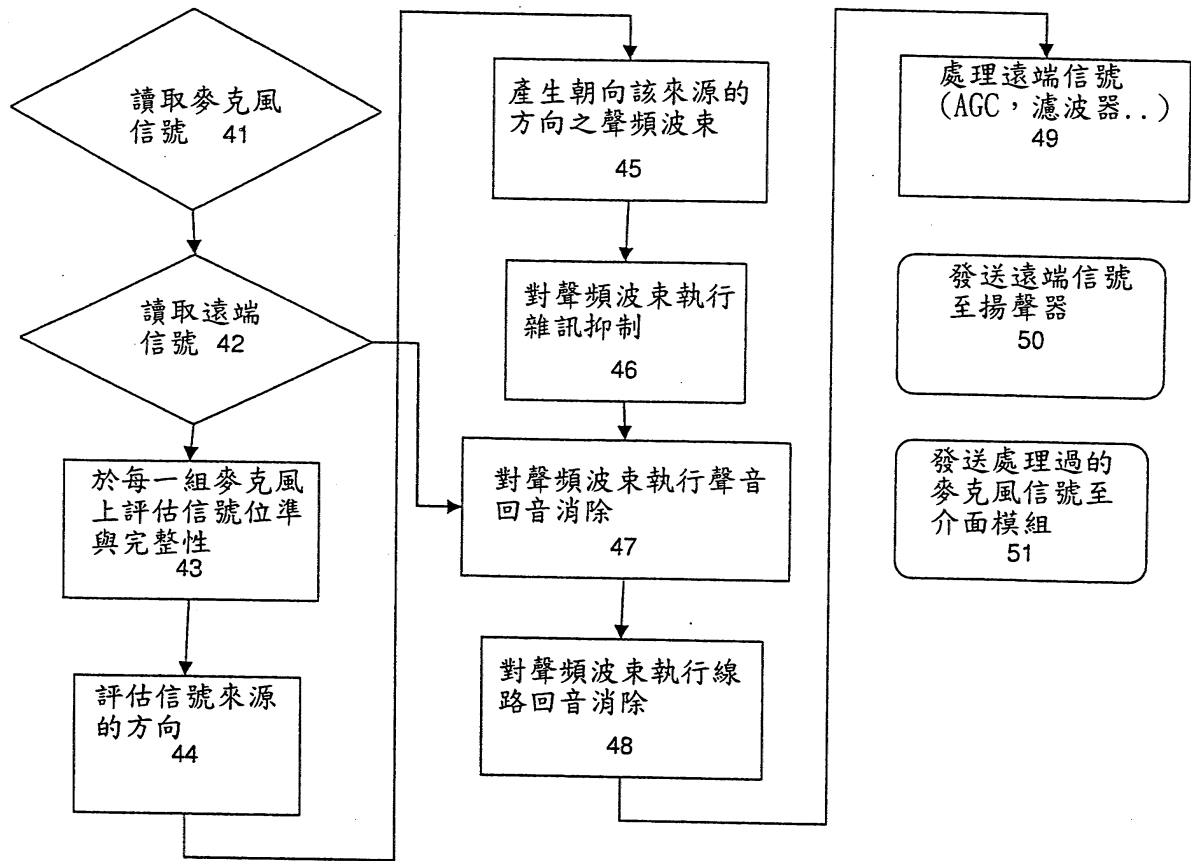 讀取麥克風
信號 41
讀取遠端
信號 42
於每一組麥克風
上評估信號位準
與完整性
43
評估信號來源
的方向
44
產生朝向該來源的
方向之聲頻波束
45
對聲頻波束執行
雜訊抑制
46
對聲頻波束執行聲音
回音消除
47
對聲頻波束執行線
路回音消除
48
處理遠端信號
(AGC,濾波器..)
49
發送遠端信號
至揚聲器
50
發送處理過的
麥克風信號至
介面模組
51